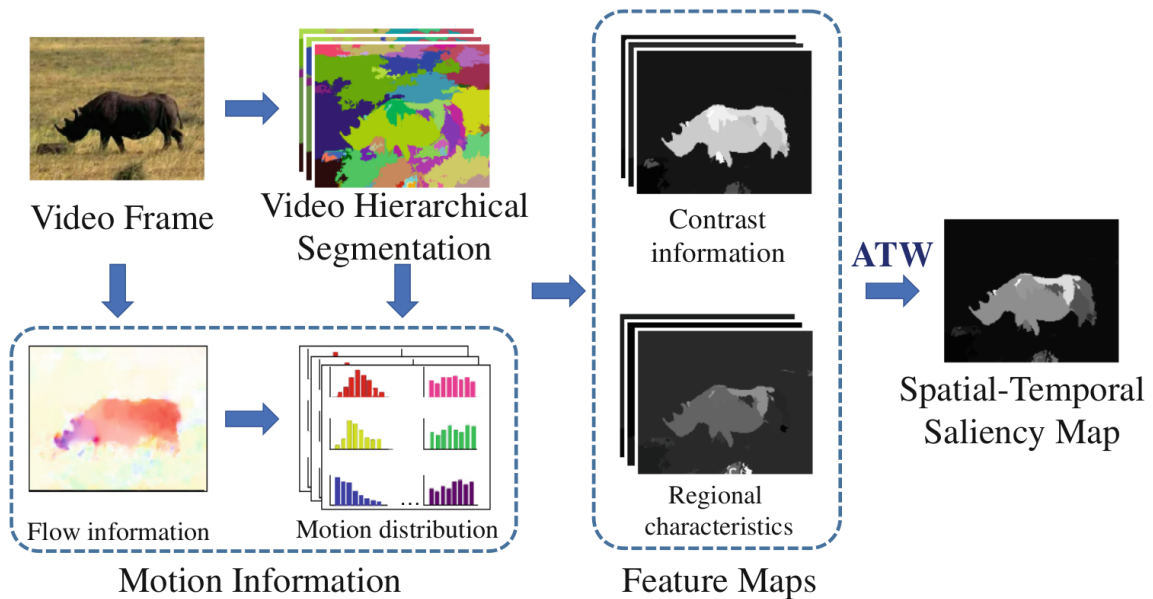 Video Frame
Video Hierarchical
Segmentation
Flow information
...
Motion distribution
Motion Information
Contrast
information
Regional
characteristics
Feature Maps
ATW
Spatial-Temporal
Saliency Map